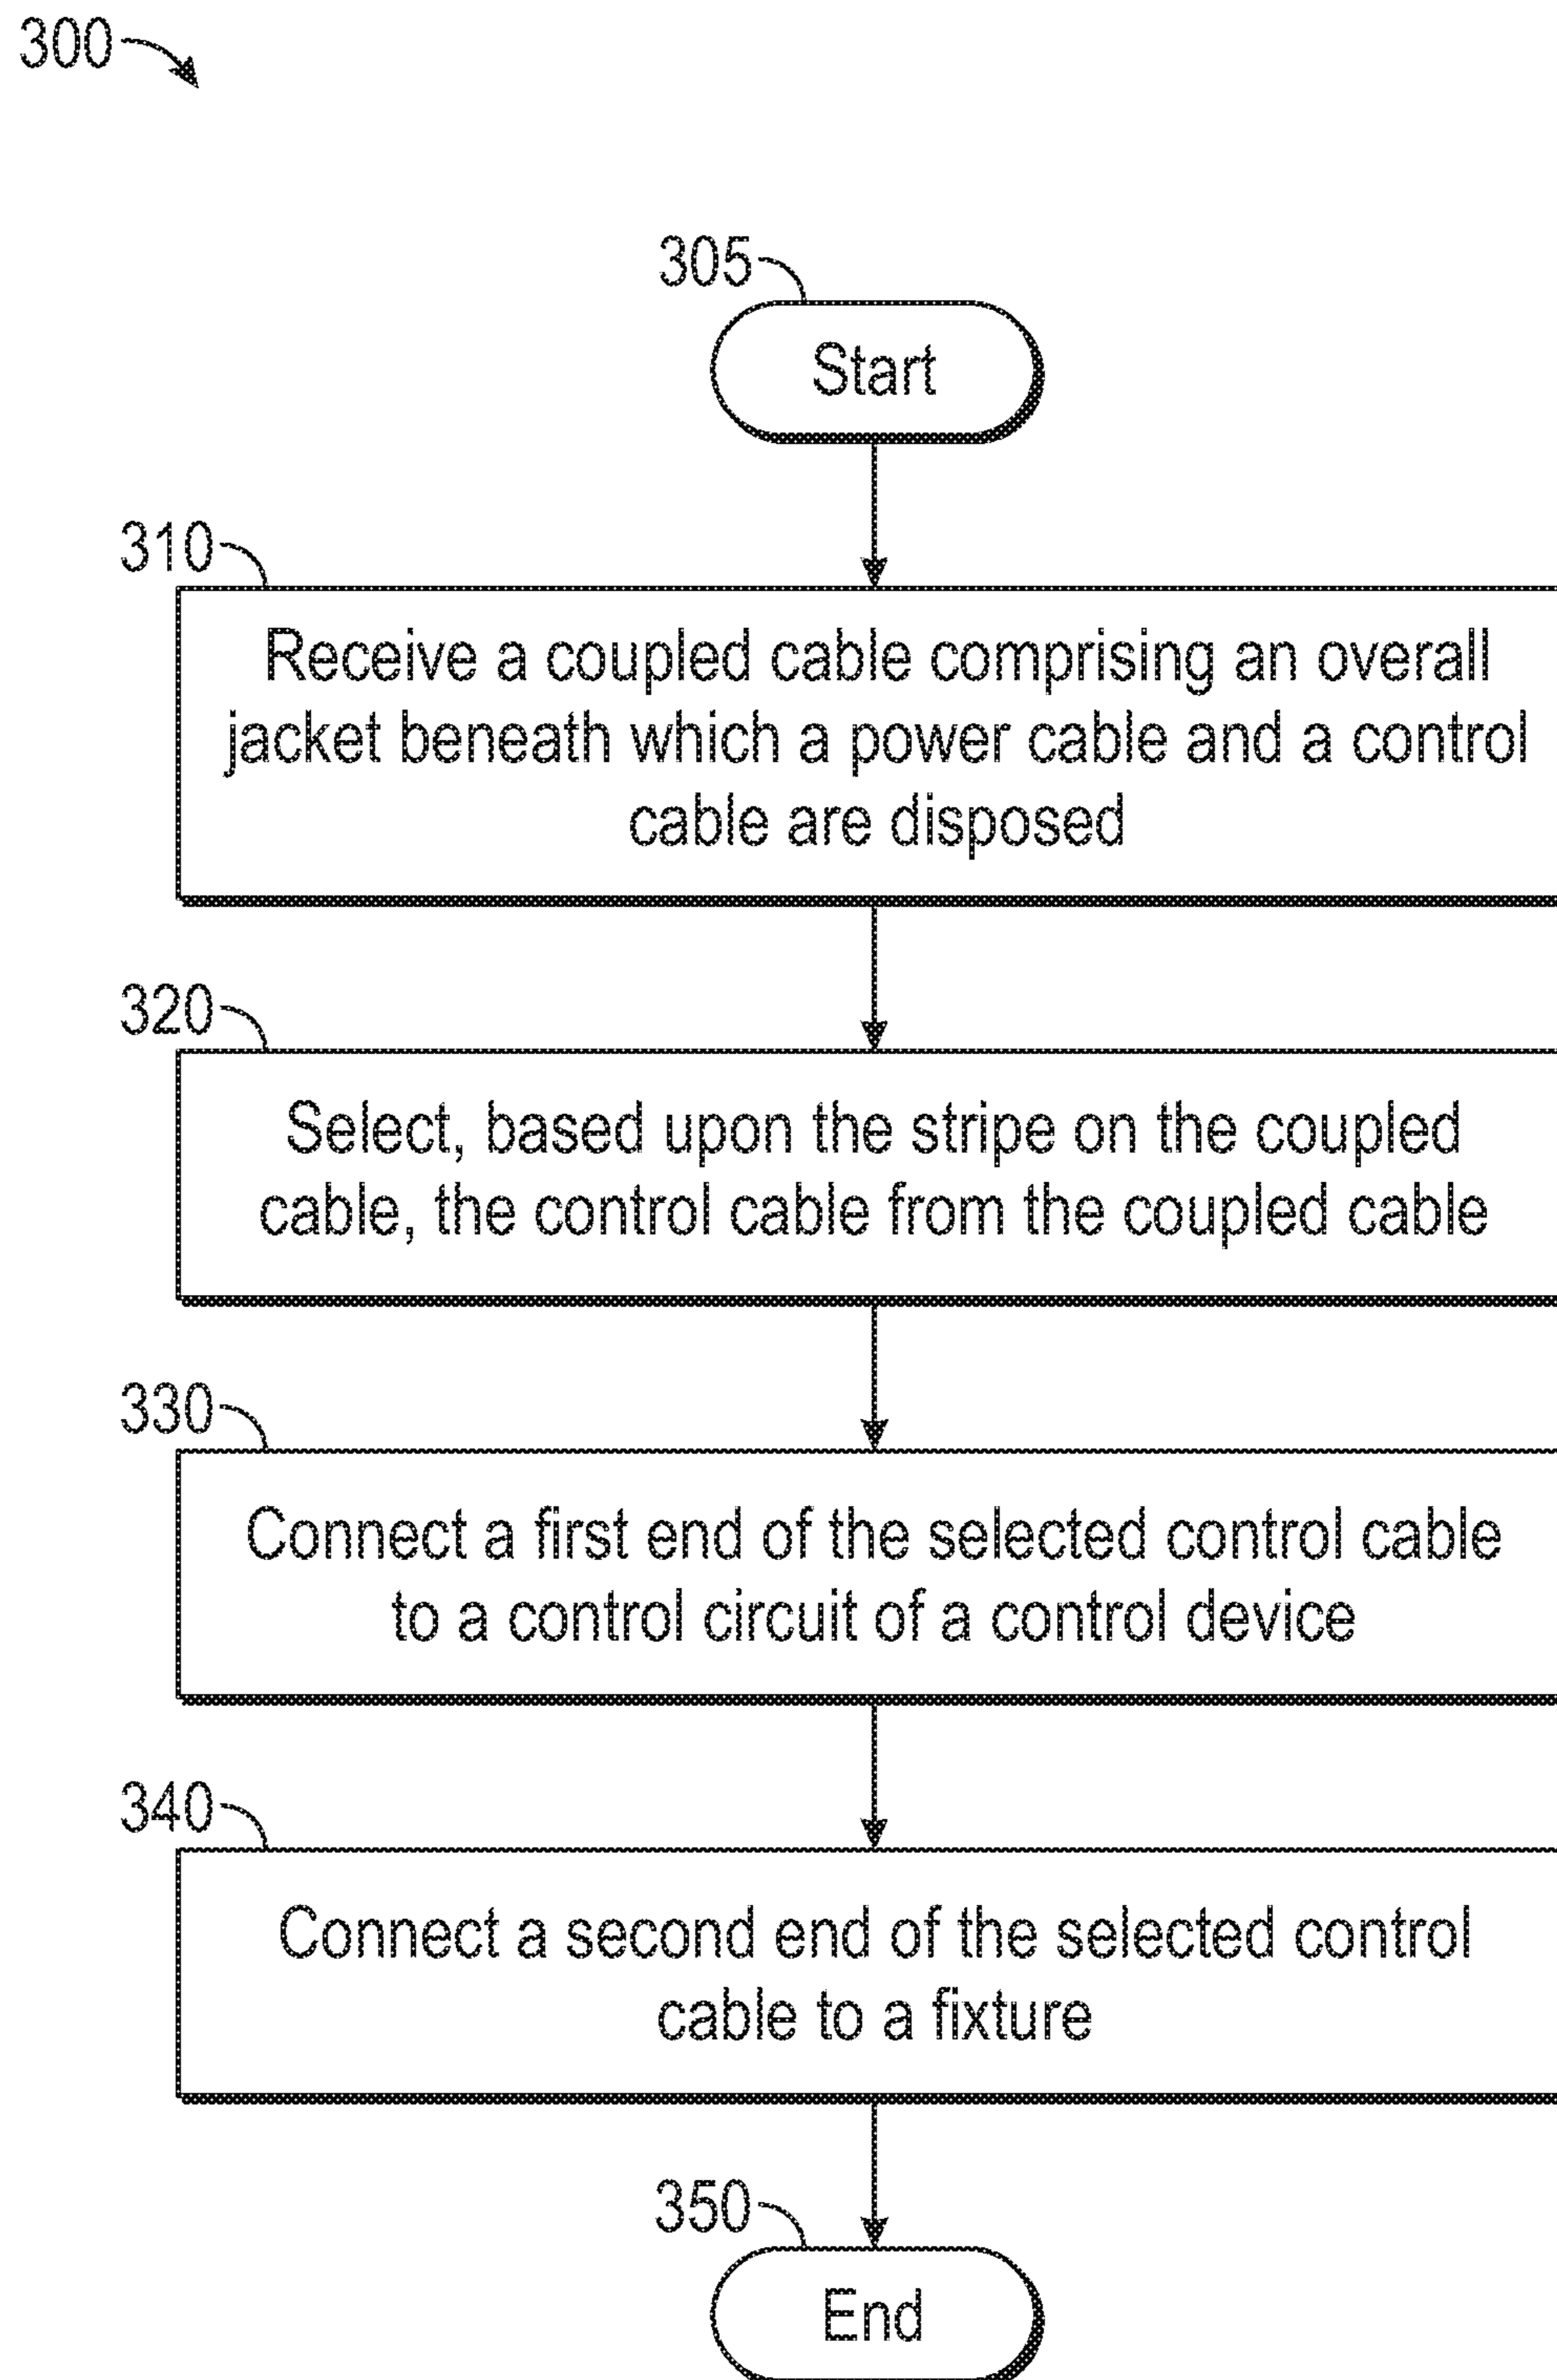 300
305
Start
310
Receive a coupled cable comprising an overall
jacket beneath which a power cable and a control
cable are disposed
320
Select, based upon the stripe on the coupled
cable, the control cable from the coupled cable
330
Connect a first end of the selected control cable
to a control circuit of a control device
340
Connect a second end of the selected control
cable to a fixture
350
End